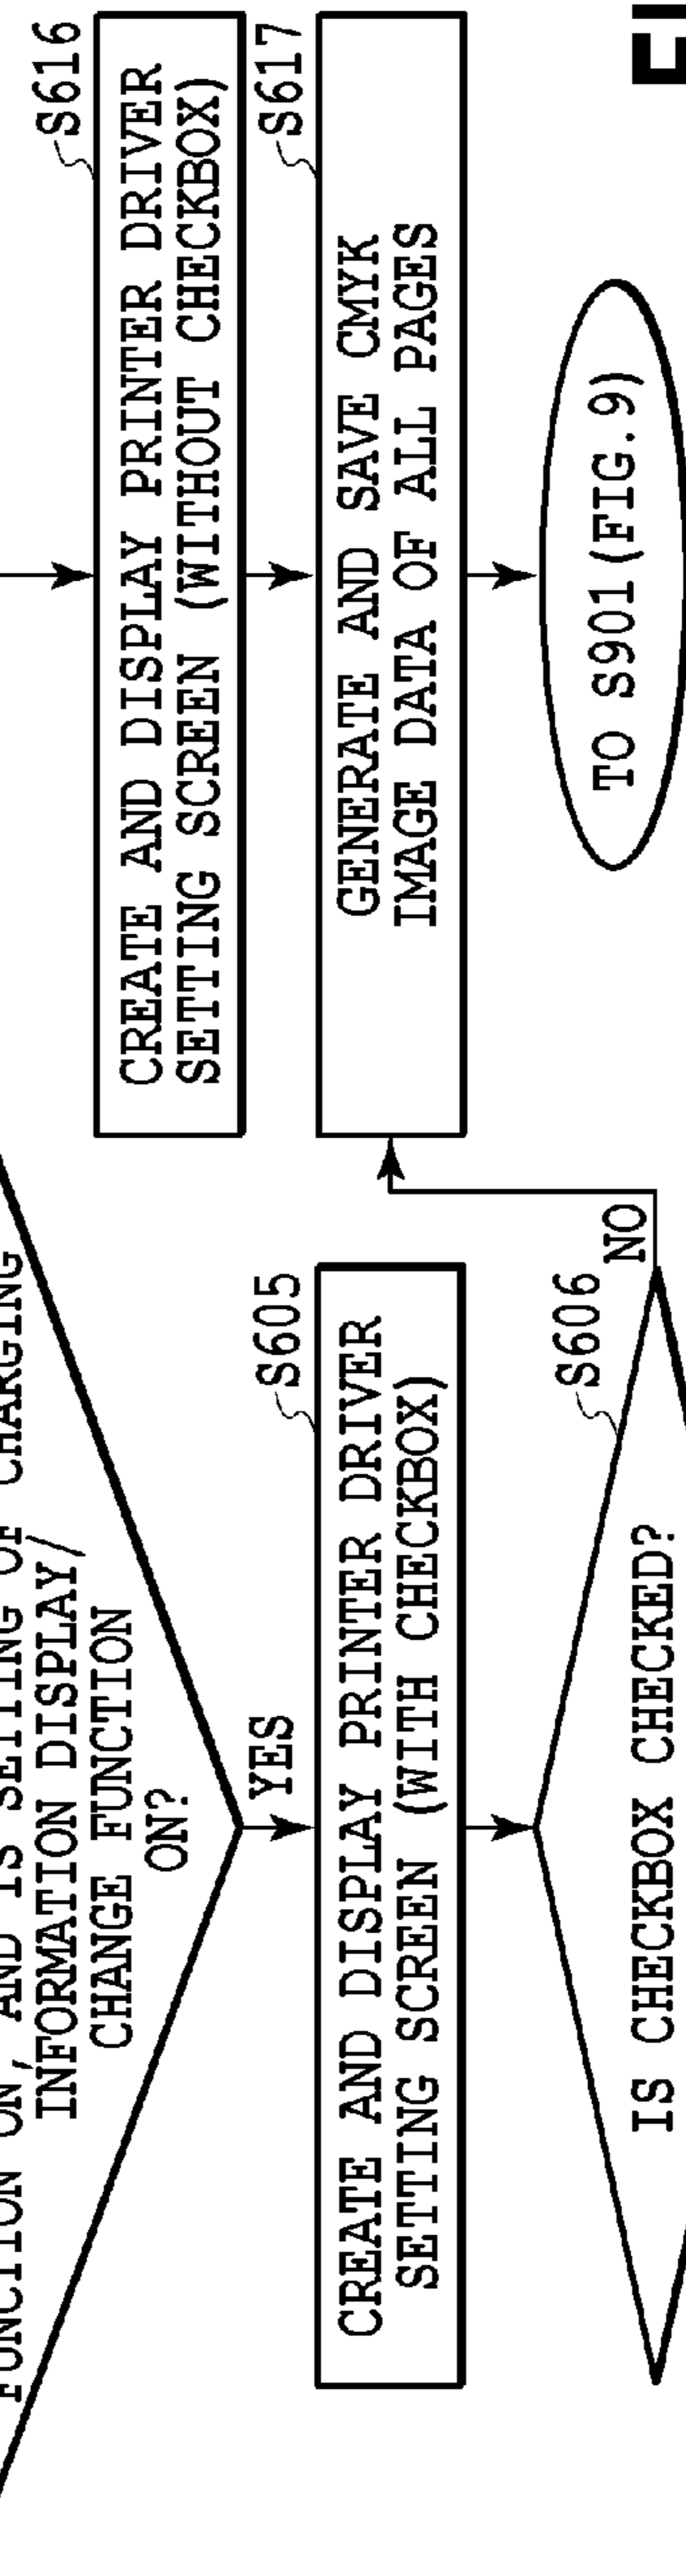 INFORMATION DISPLAY/
CHANGE FUNCTION
ON?
YES
S605
CREATE AND DISPLAY PRINTER DRIVER
SETTING SCREEN (WITH CHECKBOX)
S606
NO
IS CHECKBOX CHECKED?
S616
CREATE AND DISPLAY PRINTER DRIVER
SETTING SCREEN (WITHOUT CHECKBOX)
S617
GENERATE AND SAVE CMYK
IMAGE DATA OF ALL PAGES
TO S901(FIG.9)